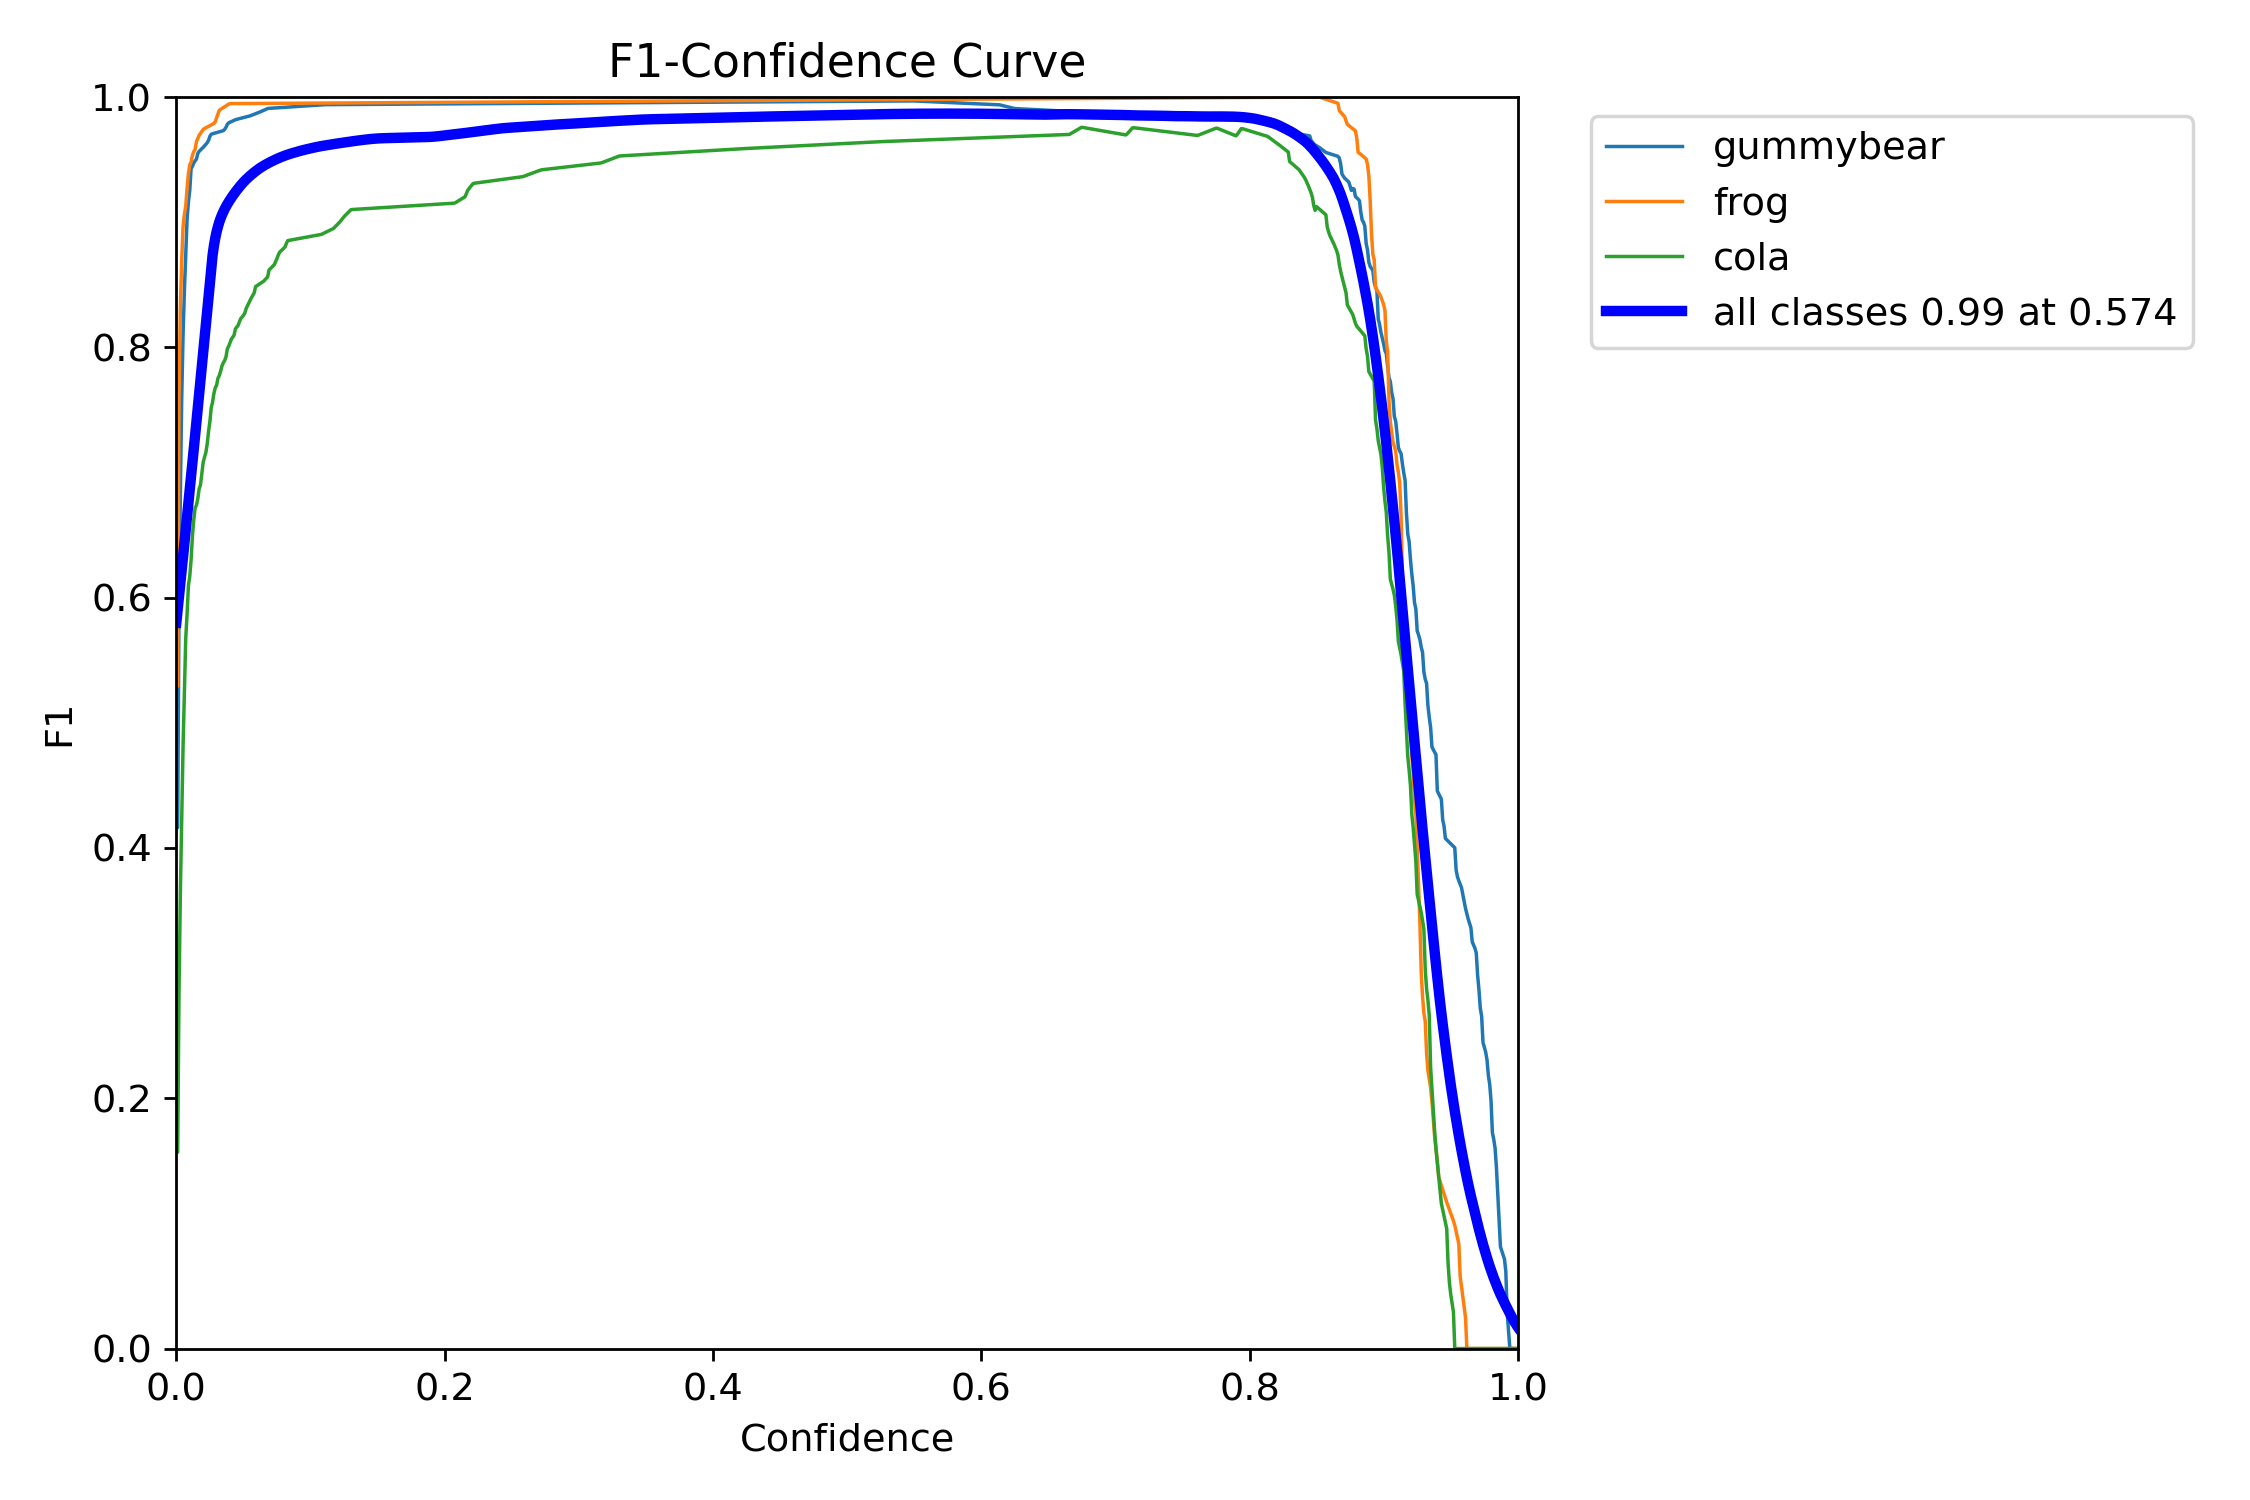 F1-Confidence Curve
1.0
0.8
0.6
0.4
0.2
0.0
F1
0.0 0.2 0.4 0.6 0.8 1.0
Confidence
gummybear
frog
cola
all classes 0.99 at 0.574